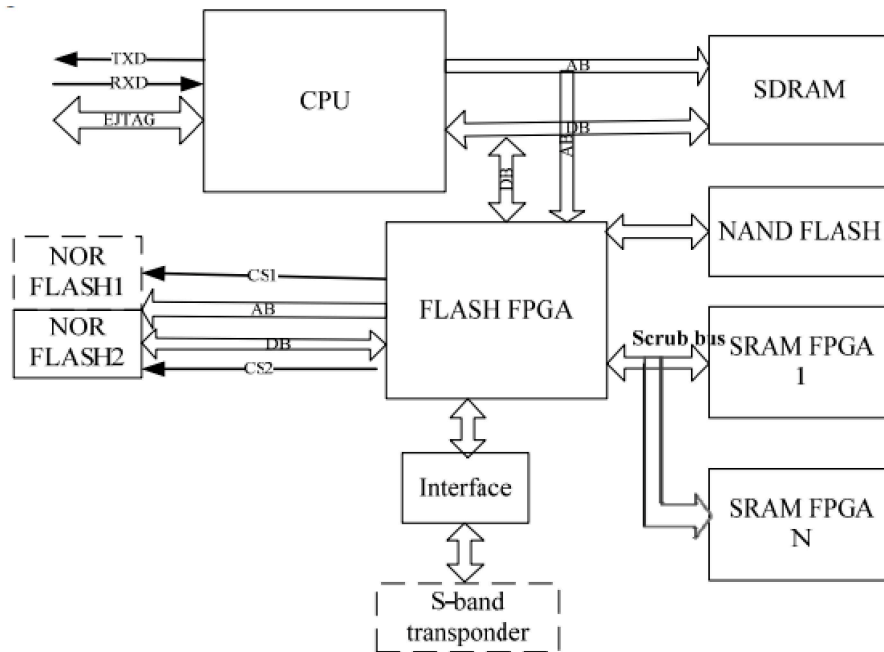 TXD
RXD
EJTAG
CPU
AB
DB
SDRAM
DB
AB
NOR
FLASH1
NOR
FLASH2
CS1
AB
DB
CS2
FLASH FPGA
NAND FLASH
Scrub bus
SRAM FPGA
1
SRAM FPGA
N
Interface
S-band
transponder